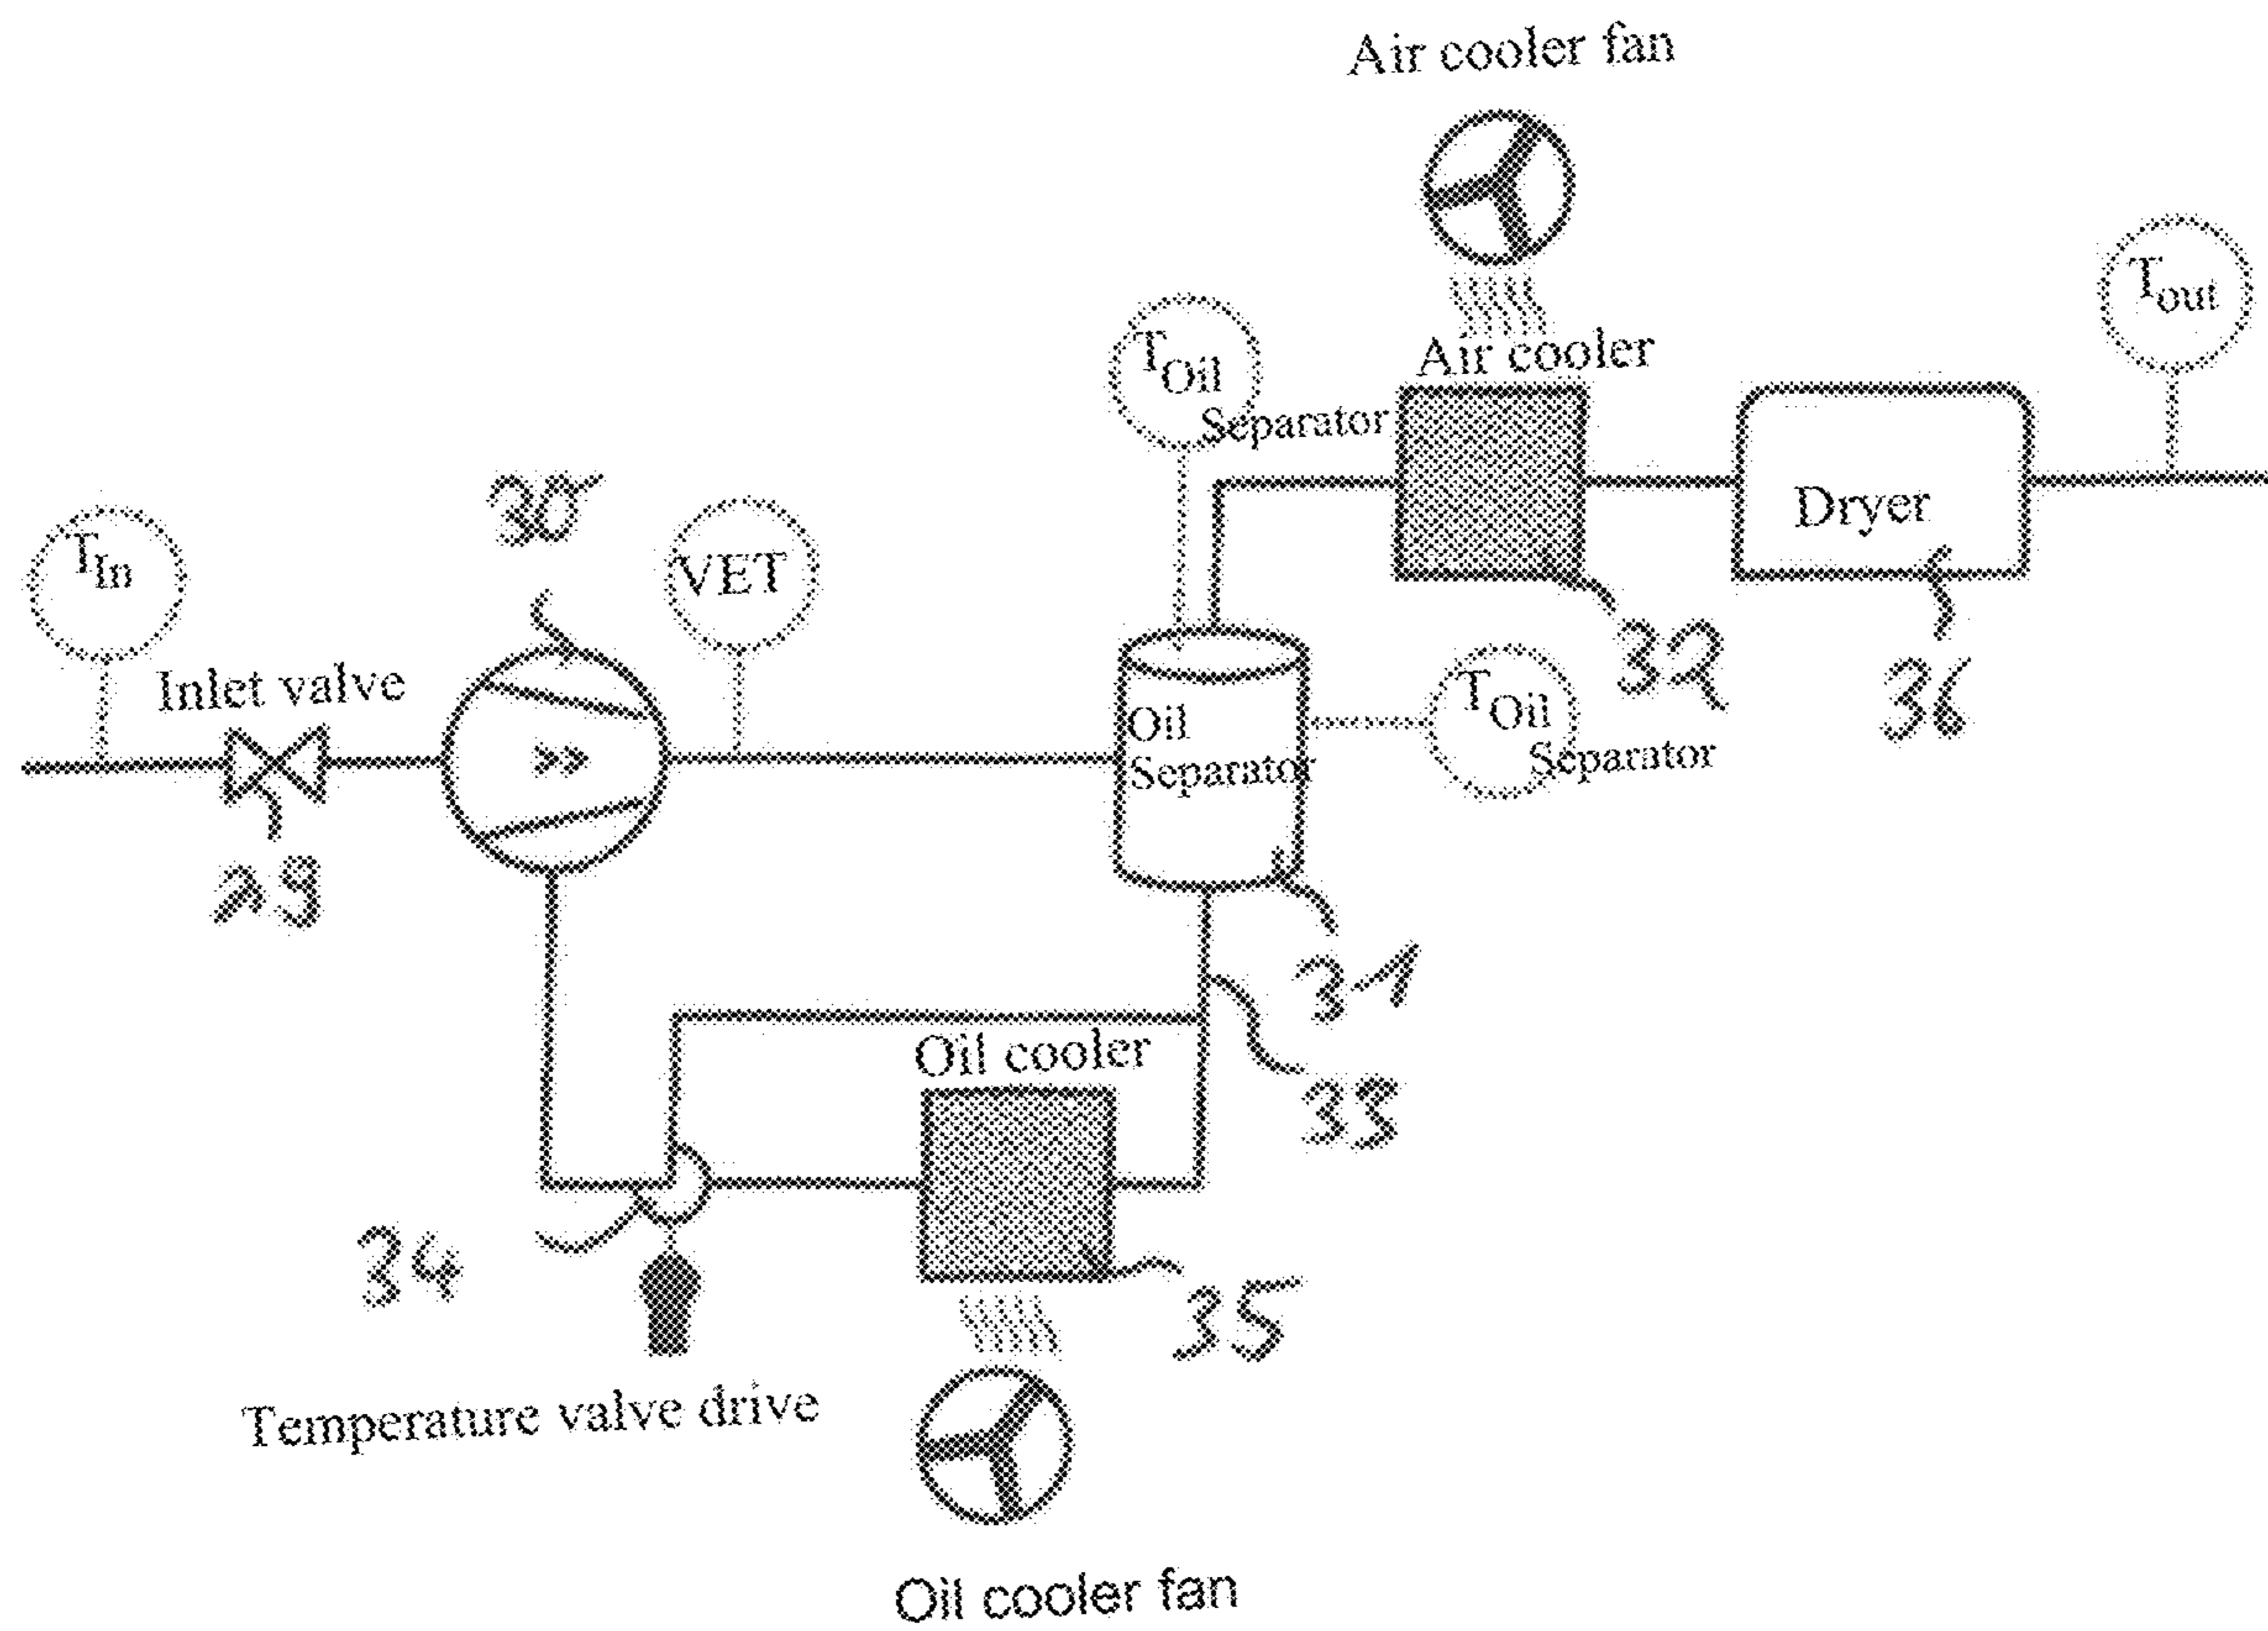 Air cooler fan
T Out
T Oil Separator
Air cooler
Dryer
30
T In
VET
32
36
Inlet valve
Oil
Separator
T Oil Separator
29
31
Oil cooler
33
34
35
Temperature valve drive
Oil cooler fan